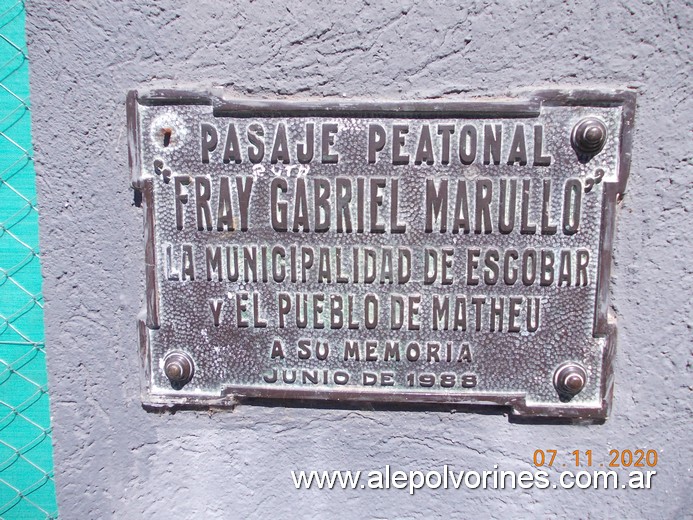 PASAJE PEATONAL
"FRAY GABRIEL MARULLO"
LA MUNICIPALIDAD DE ESCOBAR
Y EL PUEBLO DE MATHEU
A SU MEMORIA
JUNIO DE 1988
07 11 2020
www.alepolvorines.com.ar